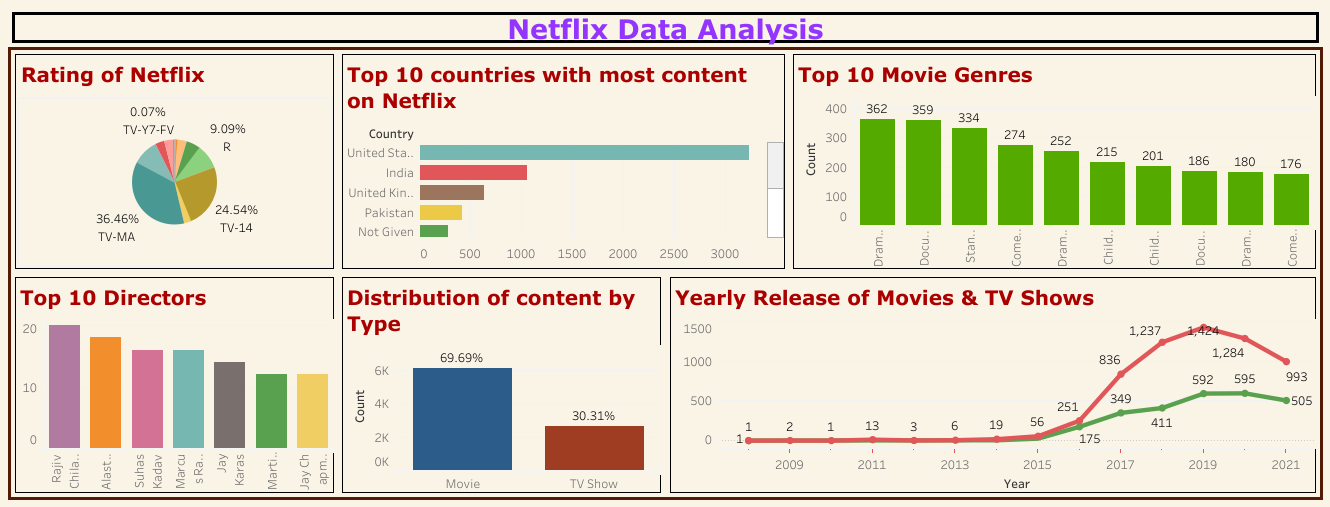 Netflix Data Analysis
Rating of Netflix
0.07%
TV-Y7-FV
9.09%
R
36.46%
TV-MA
24.54%
TV-14
Top 10 countries with most content
on Netflix
Country
United Sta..
India
United Kin..
Pakistan
Not Given
0 500 1000 1500 2000 2500 3000
Top 10 Movie Genres
Count
400
300
200
100
0
362 359 334 274 252 215 201 186 180 176
Dram.. Docu.. Stan.. Come.. Dram.. Child.. Child.. Docu.. Dram.. Come..
Top 10 Directors
20
10
0
Rajiv
Chila..
Alast..
Suhas
Kadav
Marcu
s Ra..
Jay
Karas
Marti..
Jay Ch
apm..
Distribution of content by
Type
Count
6K
4K
2K
0K
69.69%
30.31%
Movie TV Show
Yearly Release of Movies & TV Shows
1500
1000
500
0
1 2 1 13 3 6 19 56 251 836 1,237 1,424 1,284 993
1 175 349 411 592 595 505
2009 2011 2013 2015 2017 2019 2021
Year